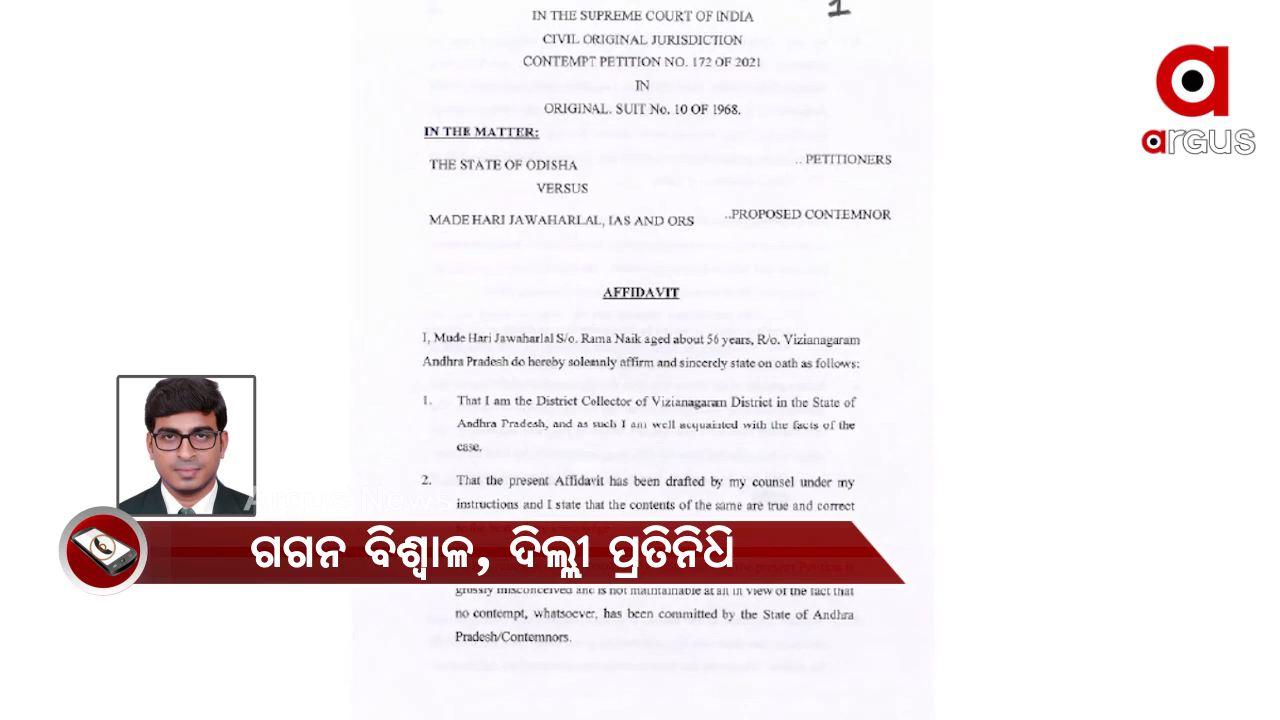 1
IN THE SUPREME COURT OF INDIA
CIVIL ORIGINAL JURISDICTION
CONTEMPT PETITION NO. 172 OF 2021
IN
ORIGINAL. SUIT No. 10 OF 1968.
IN THE MATTER:
THE STATE OF ODISHA .. PETITIONERS
VERSUS
MADE HARI JAWAHARLAL, IAS AND ORS ..PROPOSED CONTEMNOR
AFFIDAVIT
I, Mude Hari Jawaharlal S/o. Rama Naik aged about 56 years, R/o. Vizianagaram
Andhra Pradesh do hereby solemnly affirm and sincerely state on oath as follows:
1. That I am the District Collector of Vizianagaram District in the State of
Andhra Pradesh, and as such I am well acquainted with the facts of the
case.
2. That the present Affidavit has been drafted by my counsel under my
instructions and I state that the contents of the same are true and correct
grossly misconceived and is not maintainable at all in view of the fact that
no contempt, whatsoever, has been committed by the State of Andhra
Pradesh/Contemnors.
argus
Argus News
ଗଗନ ବିଶ୍ୱାଳ, ଦିଲ୍ଲୀ ପ୍ରତିନିଧି